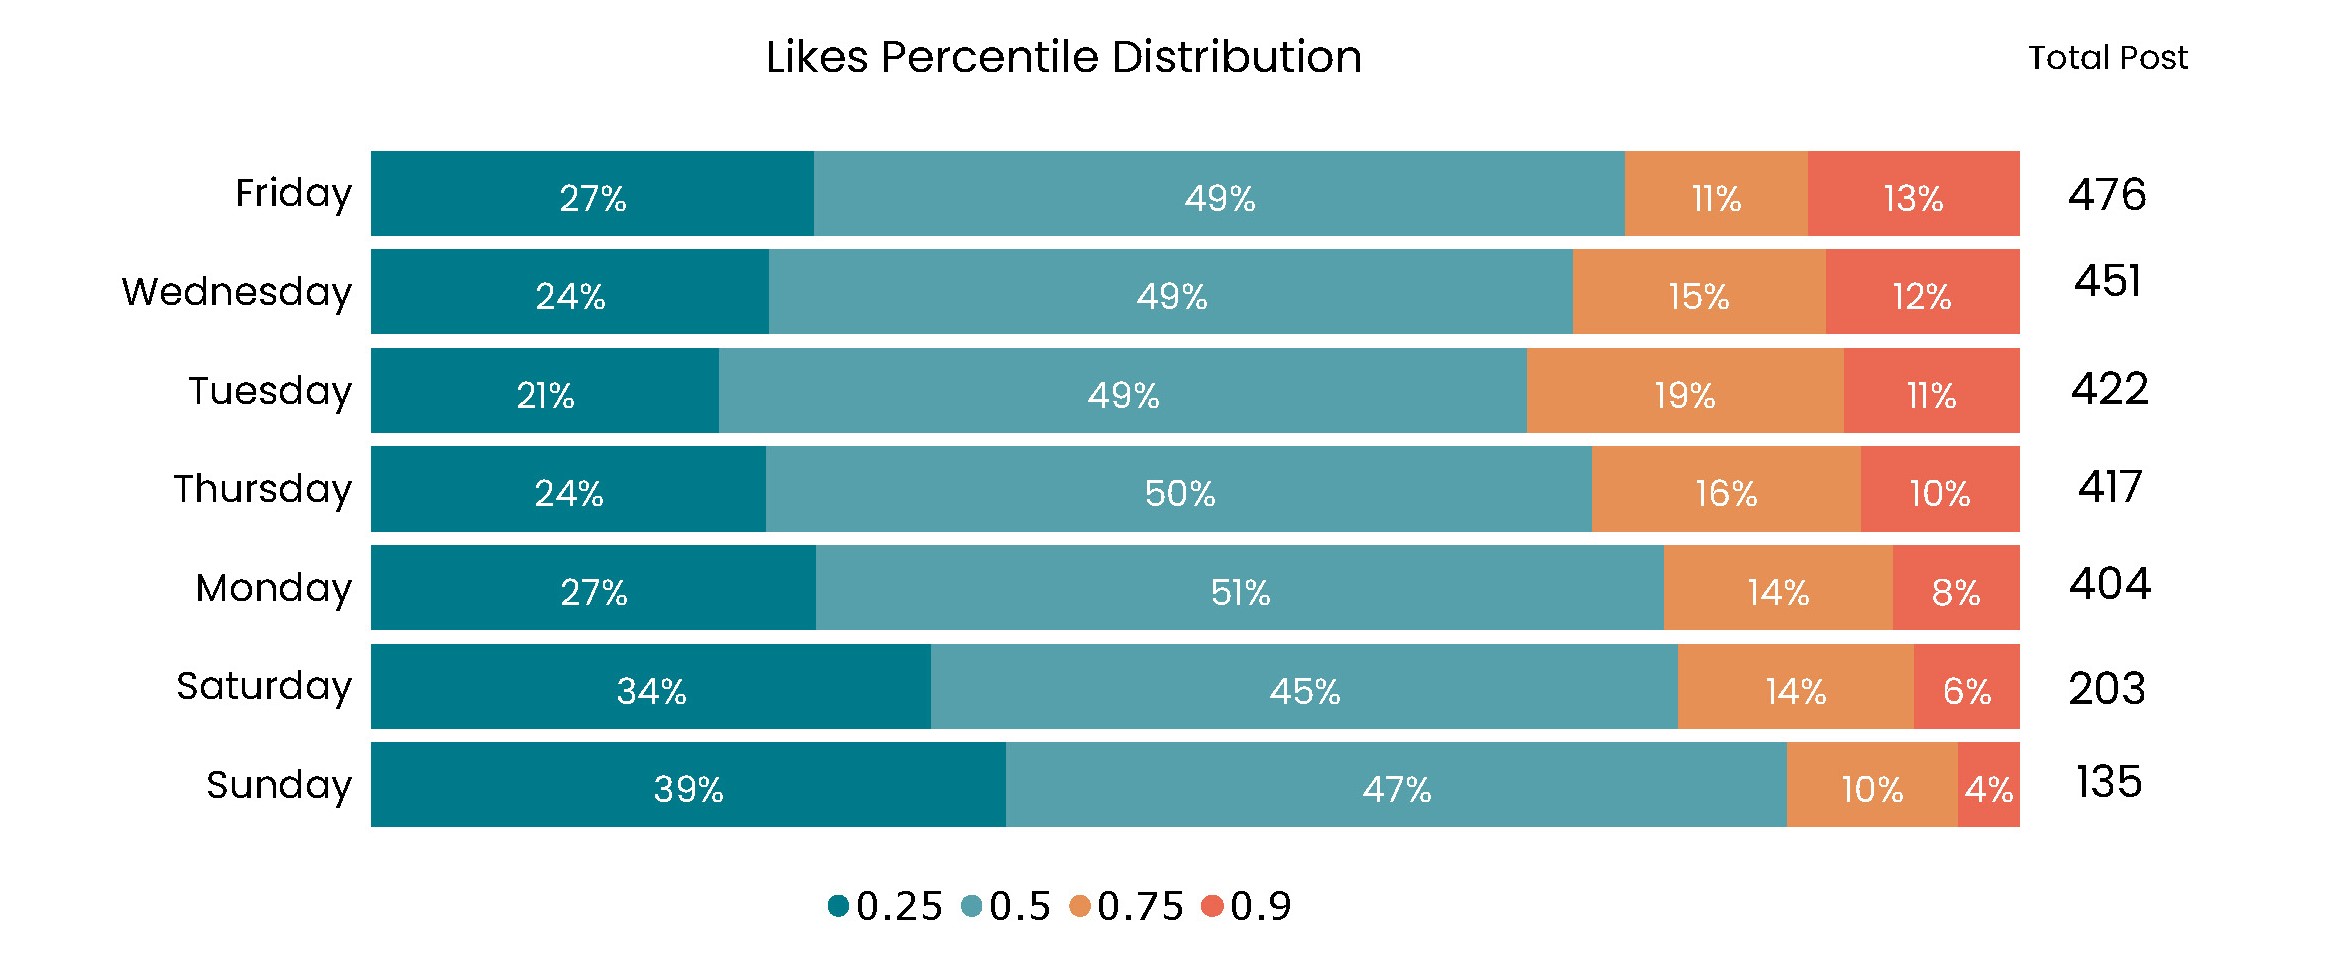 Likes Percentile Distribution Total Post
Friday 27% 49% 11% 13% 476
Wednesday 24% 49% 15% 12% 451
Tuesday 21% 49% 19% 11% 422
Thursday 24% 50% 16% 10% 417
Monday 27% 51% 14% 8% 404
Saturday 34% 45% 14% 6% 203
Sunday 39% 47% 10% 4% 135
0.25 0.5 0.75 0.9